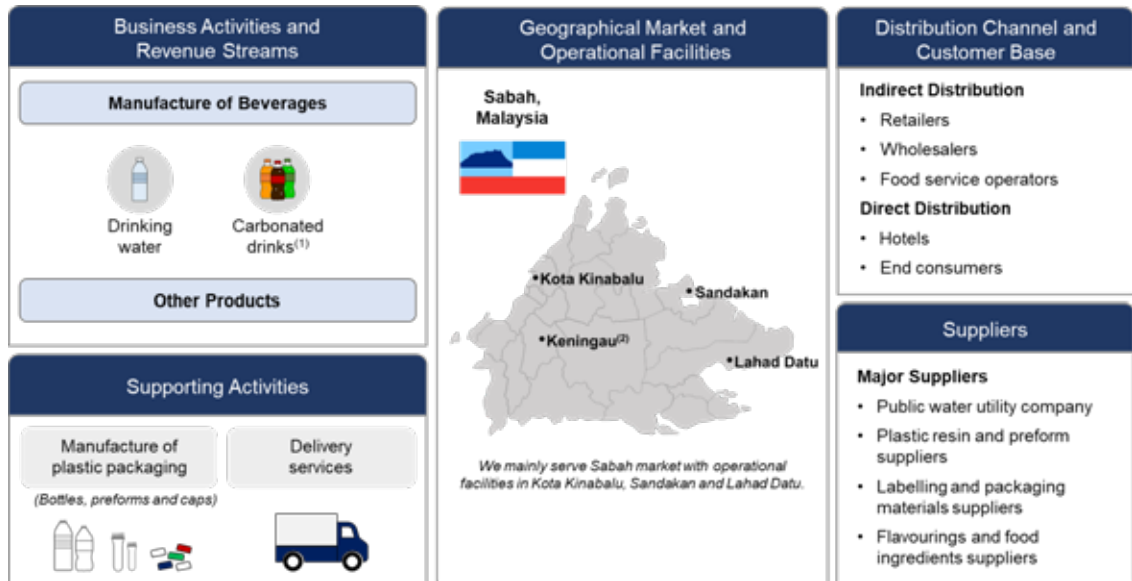 Business Activities and
Revenue Streams
Manufacture of Beverages
Drinking
water
Carbonated
drinks(1)
Other Products
Supporting Activities
Manufacture of
plastic packaging
(Bottles, preforms and caps)
Delivery
services
Geographical Market and
Operational Facilities
Sabah,
Malaysia
Kota Kinabalu
Sandakan
Keningau(2)
Lahad Datu
We mainly serve Sabah market with operational
facilities in Kota Kinabalu, Sandakan and Lahad Datu.
Distribution Channel and
Customer Base
Indirect Distribution
• Retailers
• Wholesalers
• Food service operators
Direct Distribution
• Hotels
• End consumers
Suppliers
Major Suppliers
• Public water utility company
• Plastic resin and preform
suppliers
• Labelling and packaging
materials suppliers
• Flavourings and food
ingredients suppliers